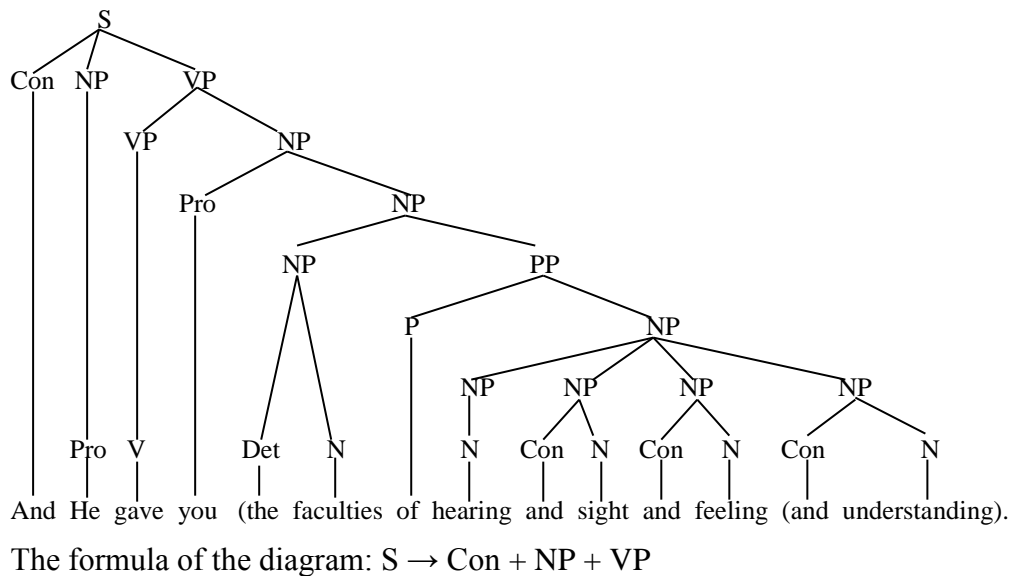 S
Con NP VP
VP NP
Pro NP
NP PP
P NP
NP NP NP NP
Pro V Det N N Con N Con N Con N
And He gave you (the faculties of hearing and sight and feeling (and understanding).
The formula of the diagram: S → Con + NP + VP